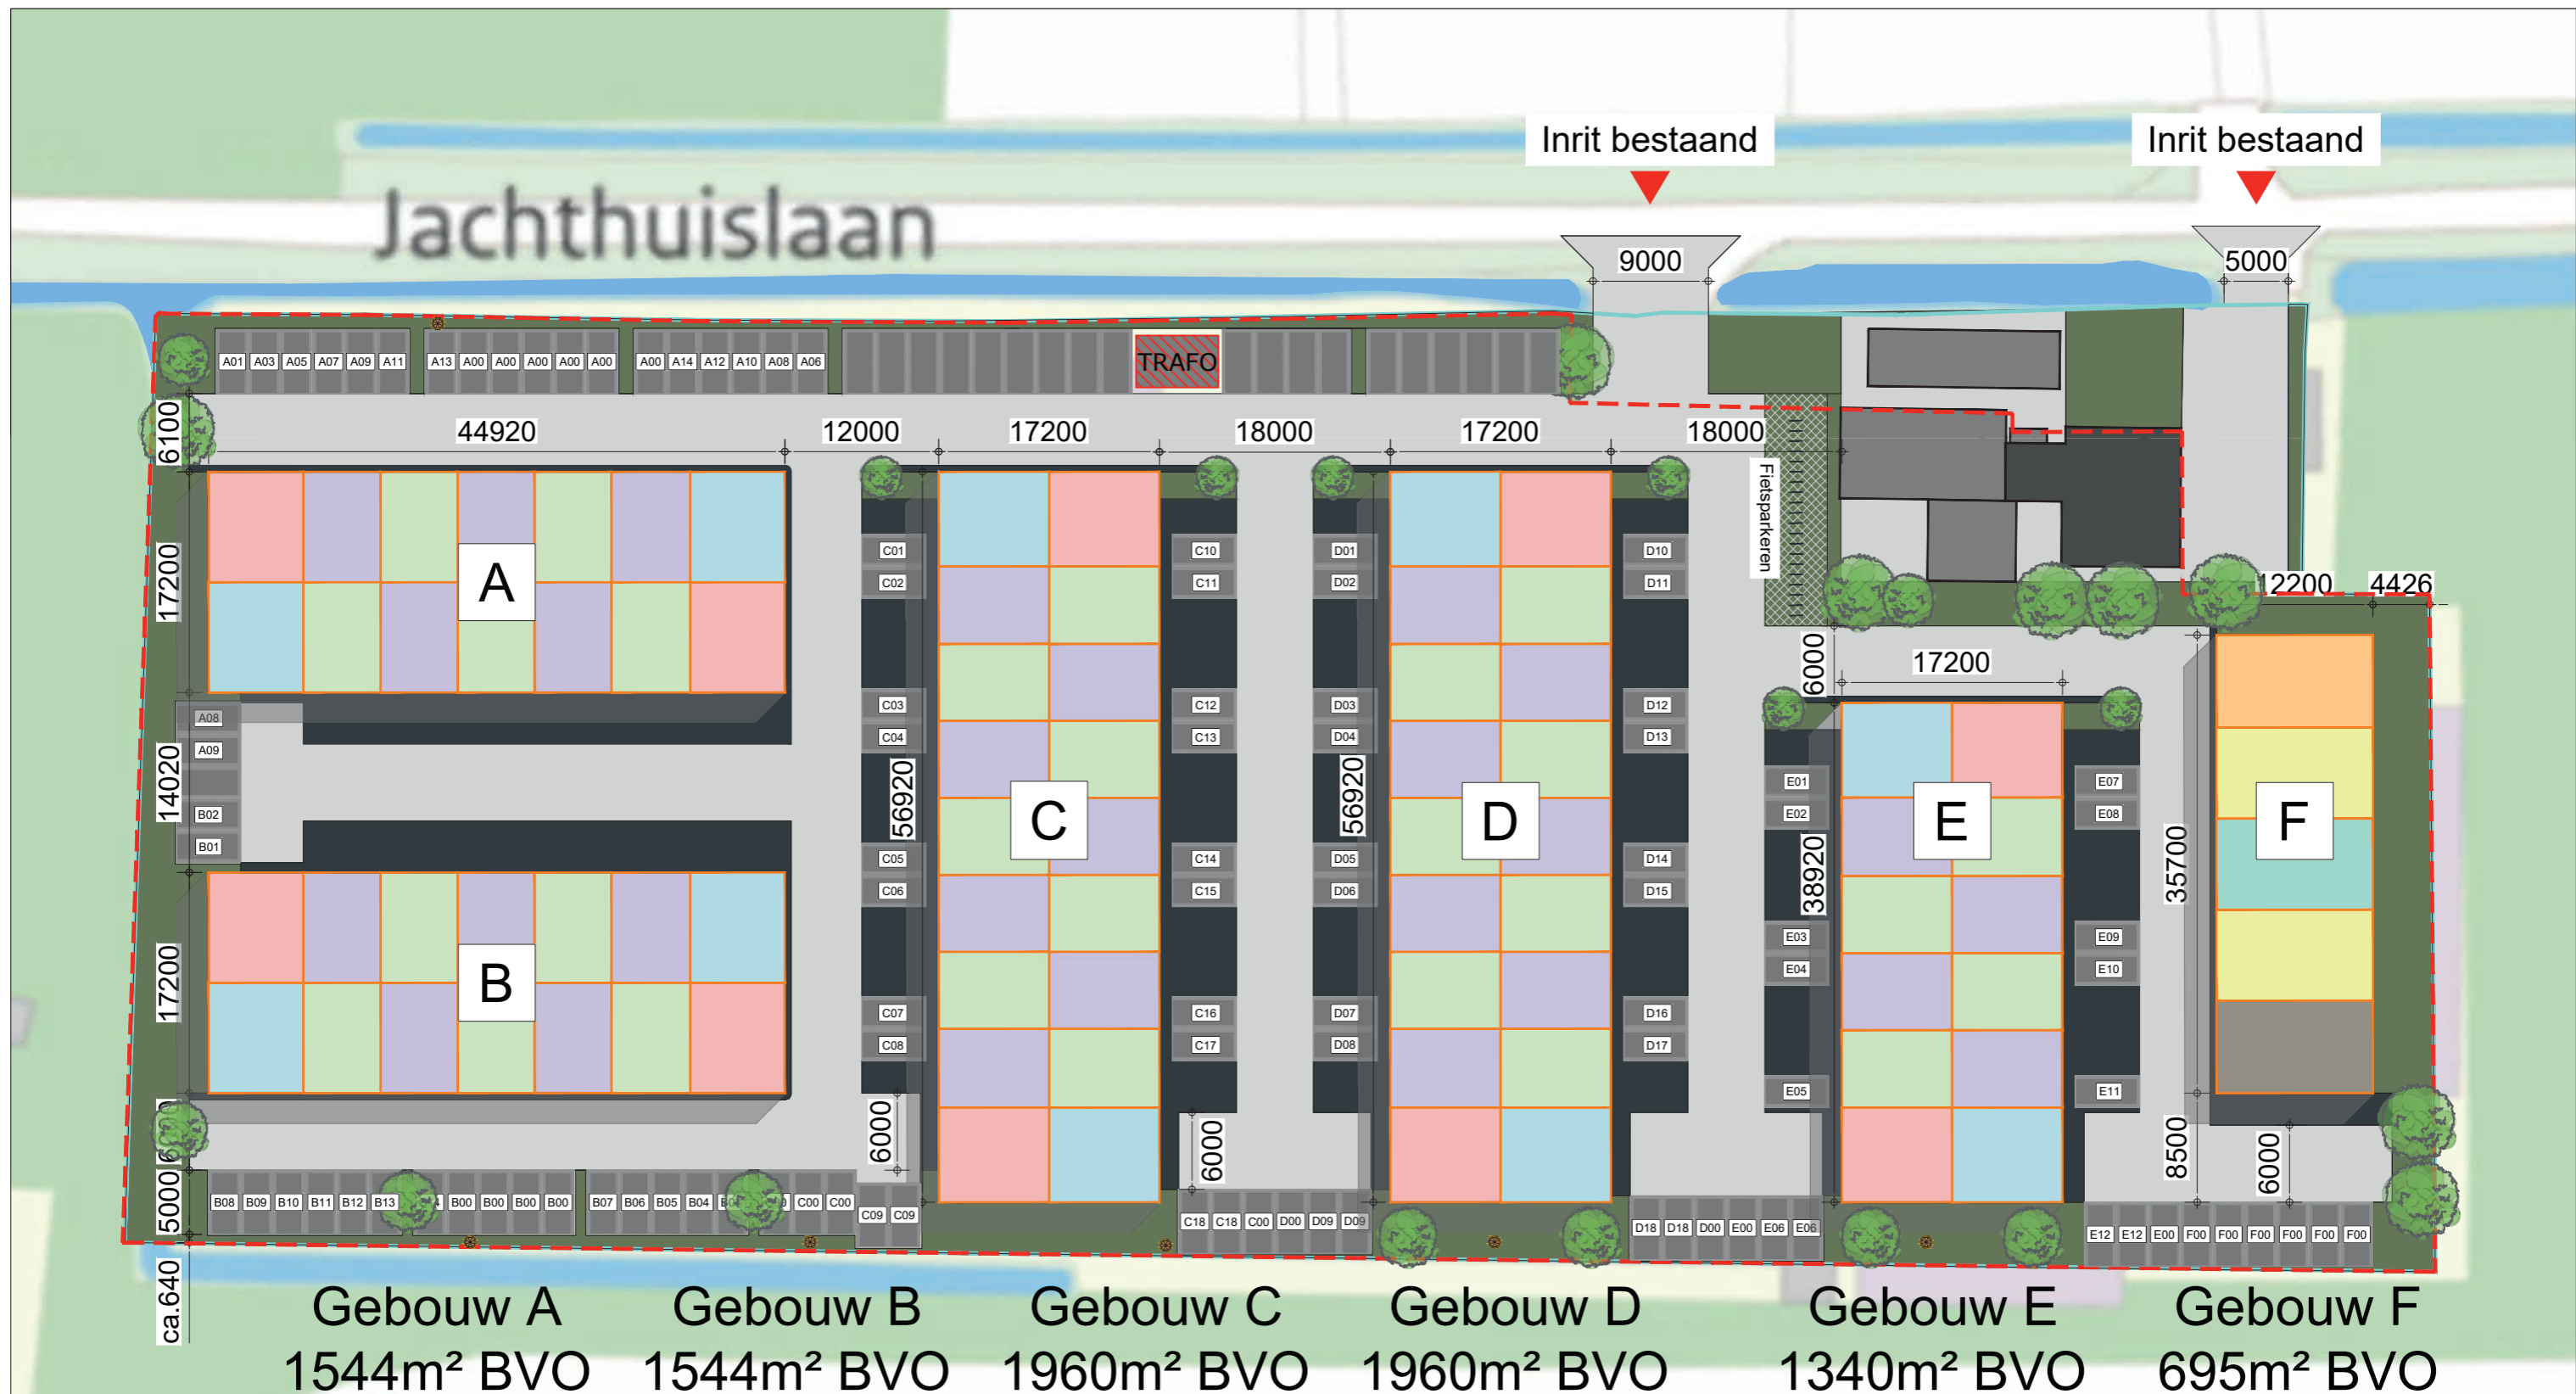 Inrit bestaand
Inrit bestaand
Jachthuislaan
9000
5000
A01 A03 A05 A07 A09 A11
A13 A00 A00 A00 A00 A00
A00 A14 A12 A10 A08 A06
TRAFO
6100
44920
12000
17200
18000
17200
18000
Fietsparkeren
12200
4426
A
17200
C01
C02
C10
C11
D01
D02
D10
D11
6000
17200
A08
A09
14020
B02
B01
C03
C04
C12
C13
D03
D04
D12
D13
56920
C
56920
D
E01
E02
E
E07
E08
F
38920
35700
C05
C06
C14
C15
D05
D06
D14
D15
B
17200
E03
E04
E09
E10
C07
C08
C16
C17
D07
D08
D16
D17
E05
E11
6000
6000
8500
6000
5000
B08 B09 B10 B11 B12 B13 B00 B00 B00 B00
B07 B06 B05 B04 C00 C00
C09 C09
C18 C18 C00 D00 D09 D09
D18 D18 D00 E00 E06 E06
E12 E12 E00 F00 F00 F00 F00 F00 F00
ca.640
Gebouw A
1544m² BVO
Gebouw B
1544m² BVO
Gebouw C
1960m² BVO
Gebouw D
1960m² BVO
Gebouw E
1340m² BVO
Gebouw F
695m² BVO